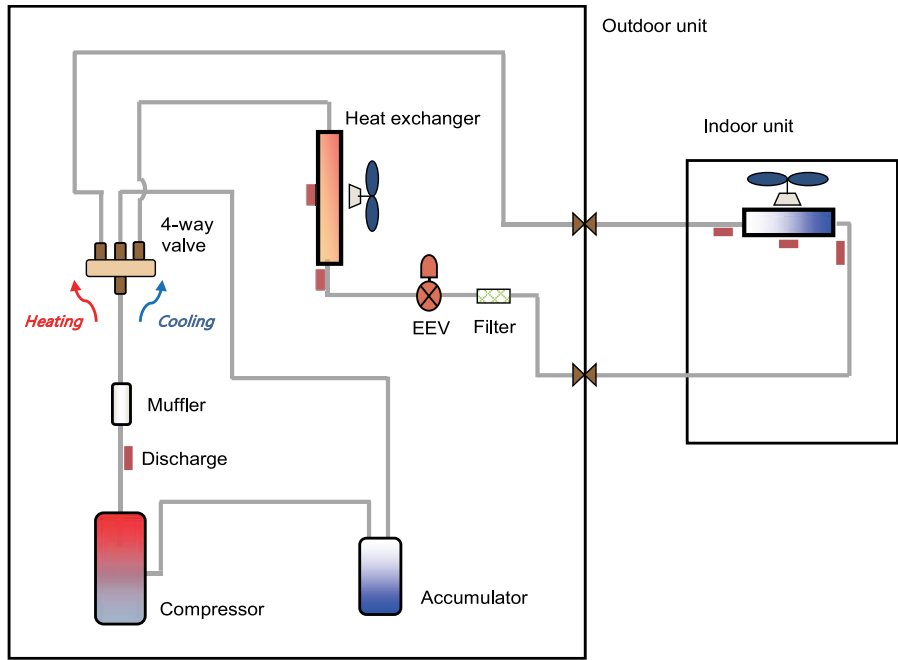 Outdoor unit
Heat exchanger
Indoor unit
4-way
valve
Heating
Cooling
EEV
Filter
Muffler
Discharge
Compressor
Accumulator